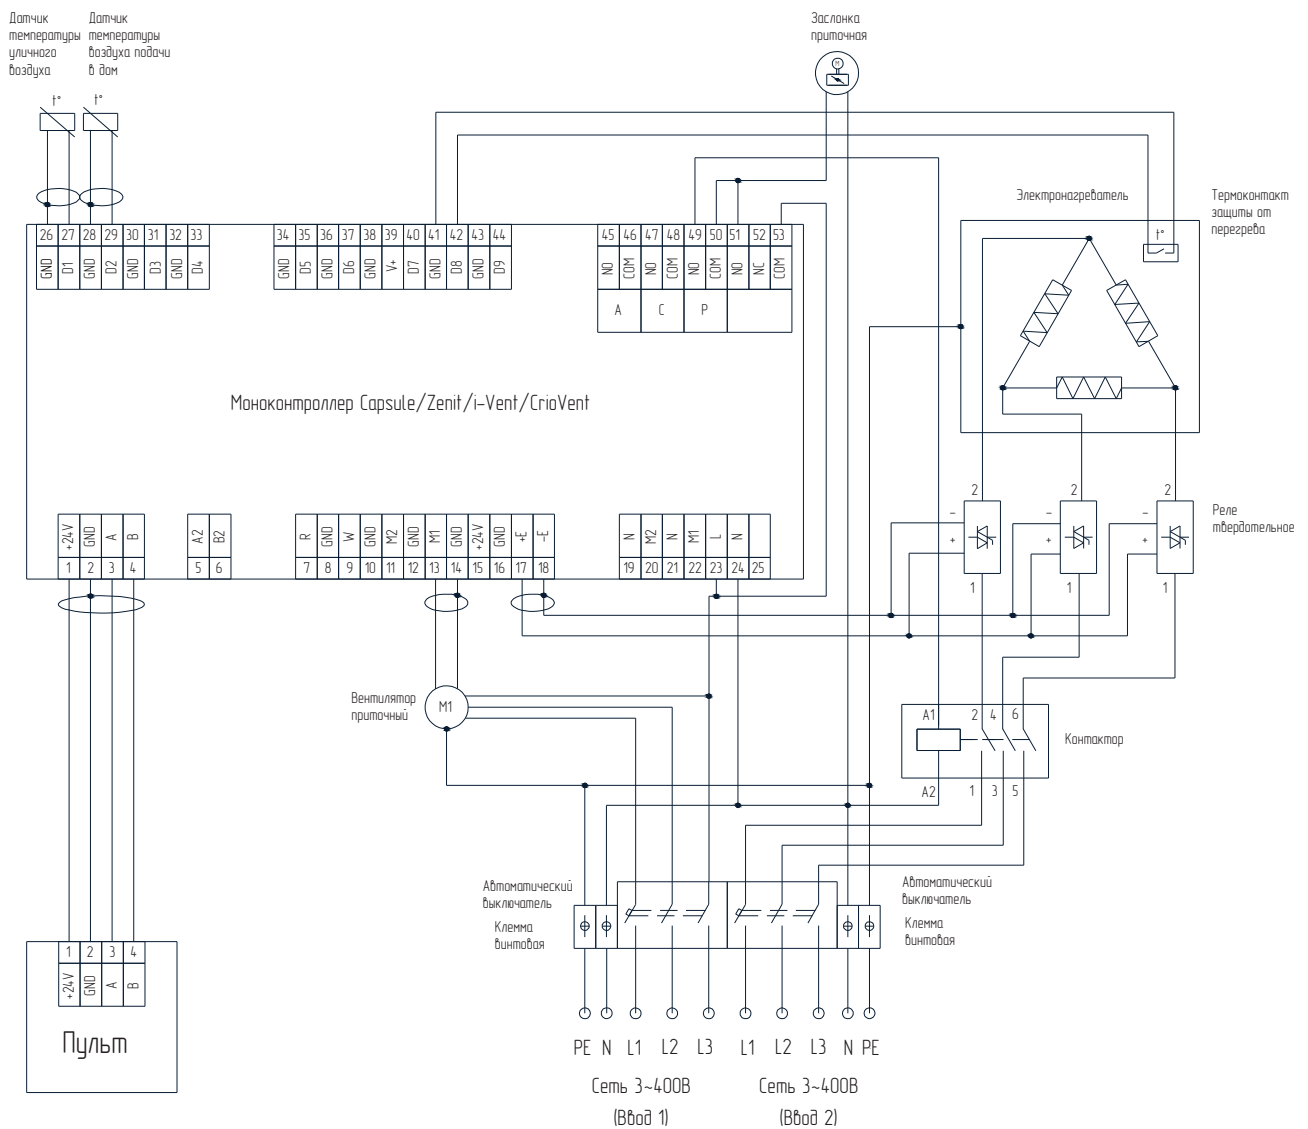 Датчик
температуры
уличного
воздуха
Датчик
температуры
воздуха подачи
в дом
Заслонка
приточная
t°
t°
M
Электронагреватель
Термоконтакт
защиты от
перегрева
t°
26 27 28 29 30 31 32 33
GND D1 GND D2 GND D3 GND D4
34 35 36 37 38 39 40 41 42 43 44
GND D5 GND D6 GND V+ D7 GND D8 GND D9
45 46 47 48 49 50 51 52 53
NO COM NO COM NO COM NO NC COM
A C P
Моноконтроллер Capsule/Zenit/i-Vent/CrioVent
2 2 2
- - -
+ + +
1 1 1
Реле
твердотельное
+24V GND A B
1 2 3 4
A2 B2
5 6
R GND W GND M2 GND M1 GND +24V GND +E -E
7 8 9 10 11 12 13 14 15 16 17 18
N M2 N M1 L N
19 20 21 22 23 24 25
Вентилятор
приточный
M1
A1 2 4 6
Контактор
A2 1 3 5
Автоматический
выключатель
Клемма
винтовая
Автоматический
выключатель
Клемма
винтовая
1 2 3 4
+24V GND A B
Пульт
PE N L1 L2 L3 L1 L2 L3 N PE
Сеть 3~400В
(Ввод 1)
Сеть 3~400В
(Ввод 2)